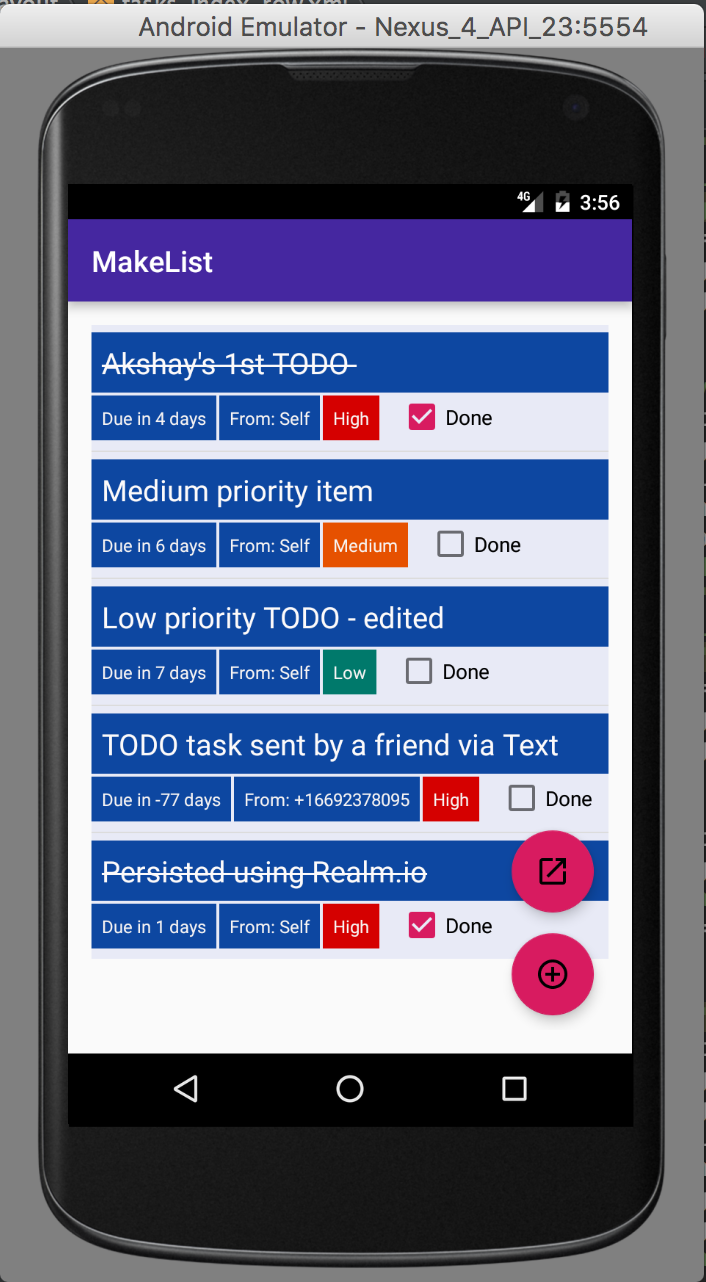 tasks_index_row.xml
Android Emulator - Nexus_4_API_23:5554
4G 3:56
MakeList
Akshay's 1st TODO
Due in 4 days From: Self High Done
Medium priority item
Due in 6 days From: Self Medium Done
Low priority TODO - edited
Due in 7 days From: Self Low Done
TODO task sent by a friend via Text
Due in -77 days From: +16692378095 High Done
Persisted using Realm.io
Due in 1 days From: Self High Done